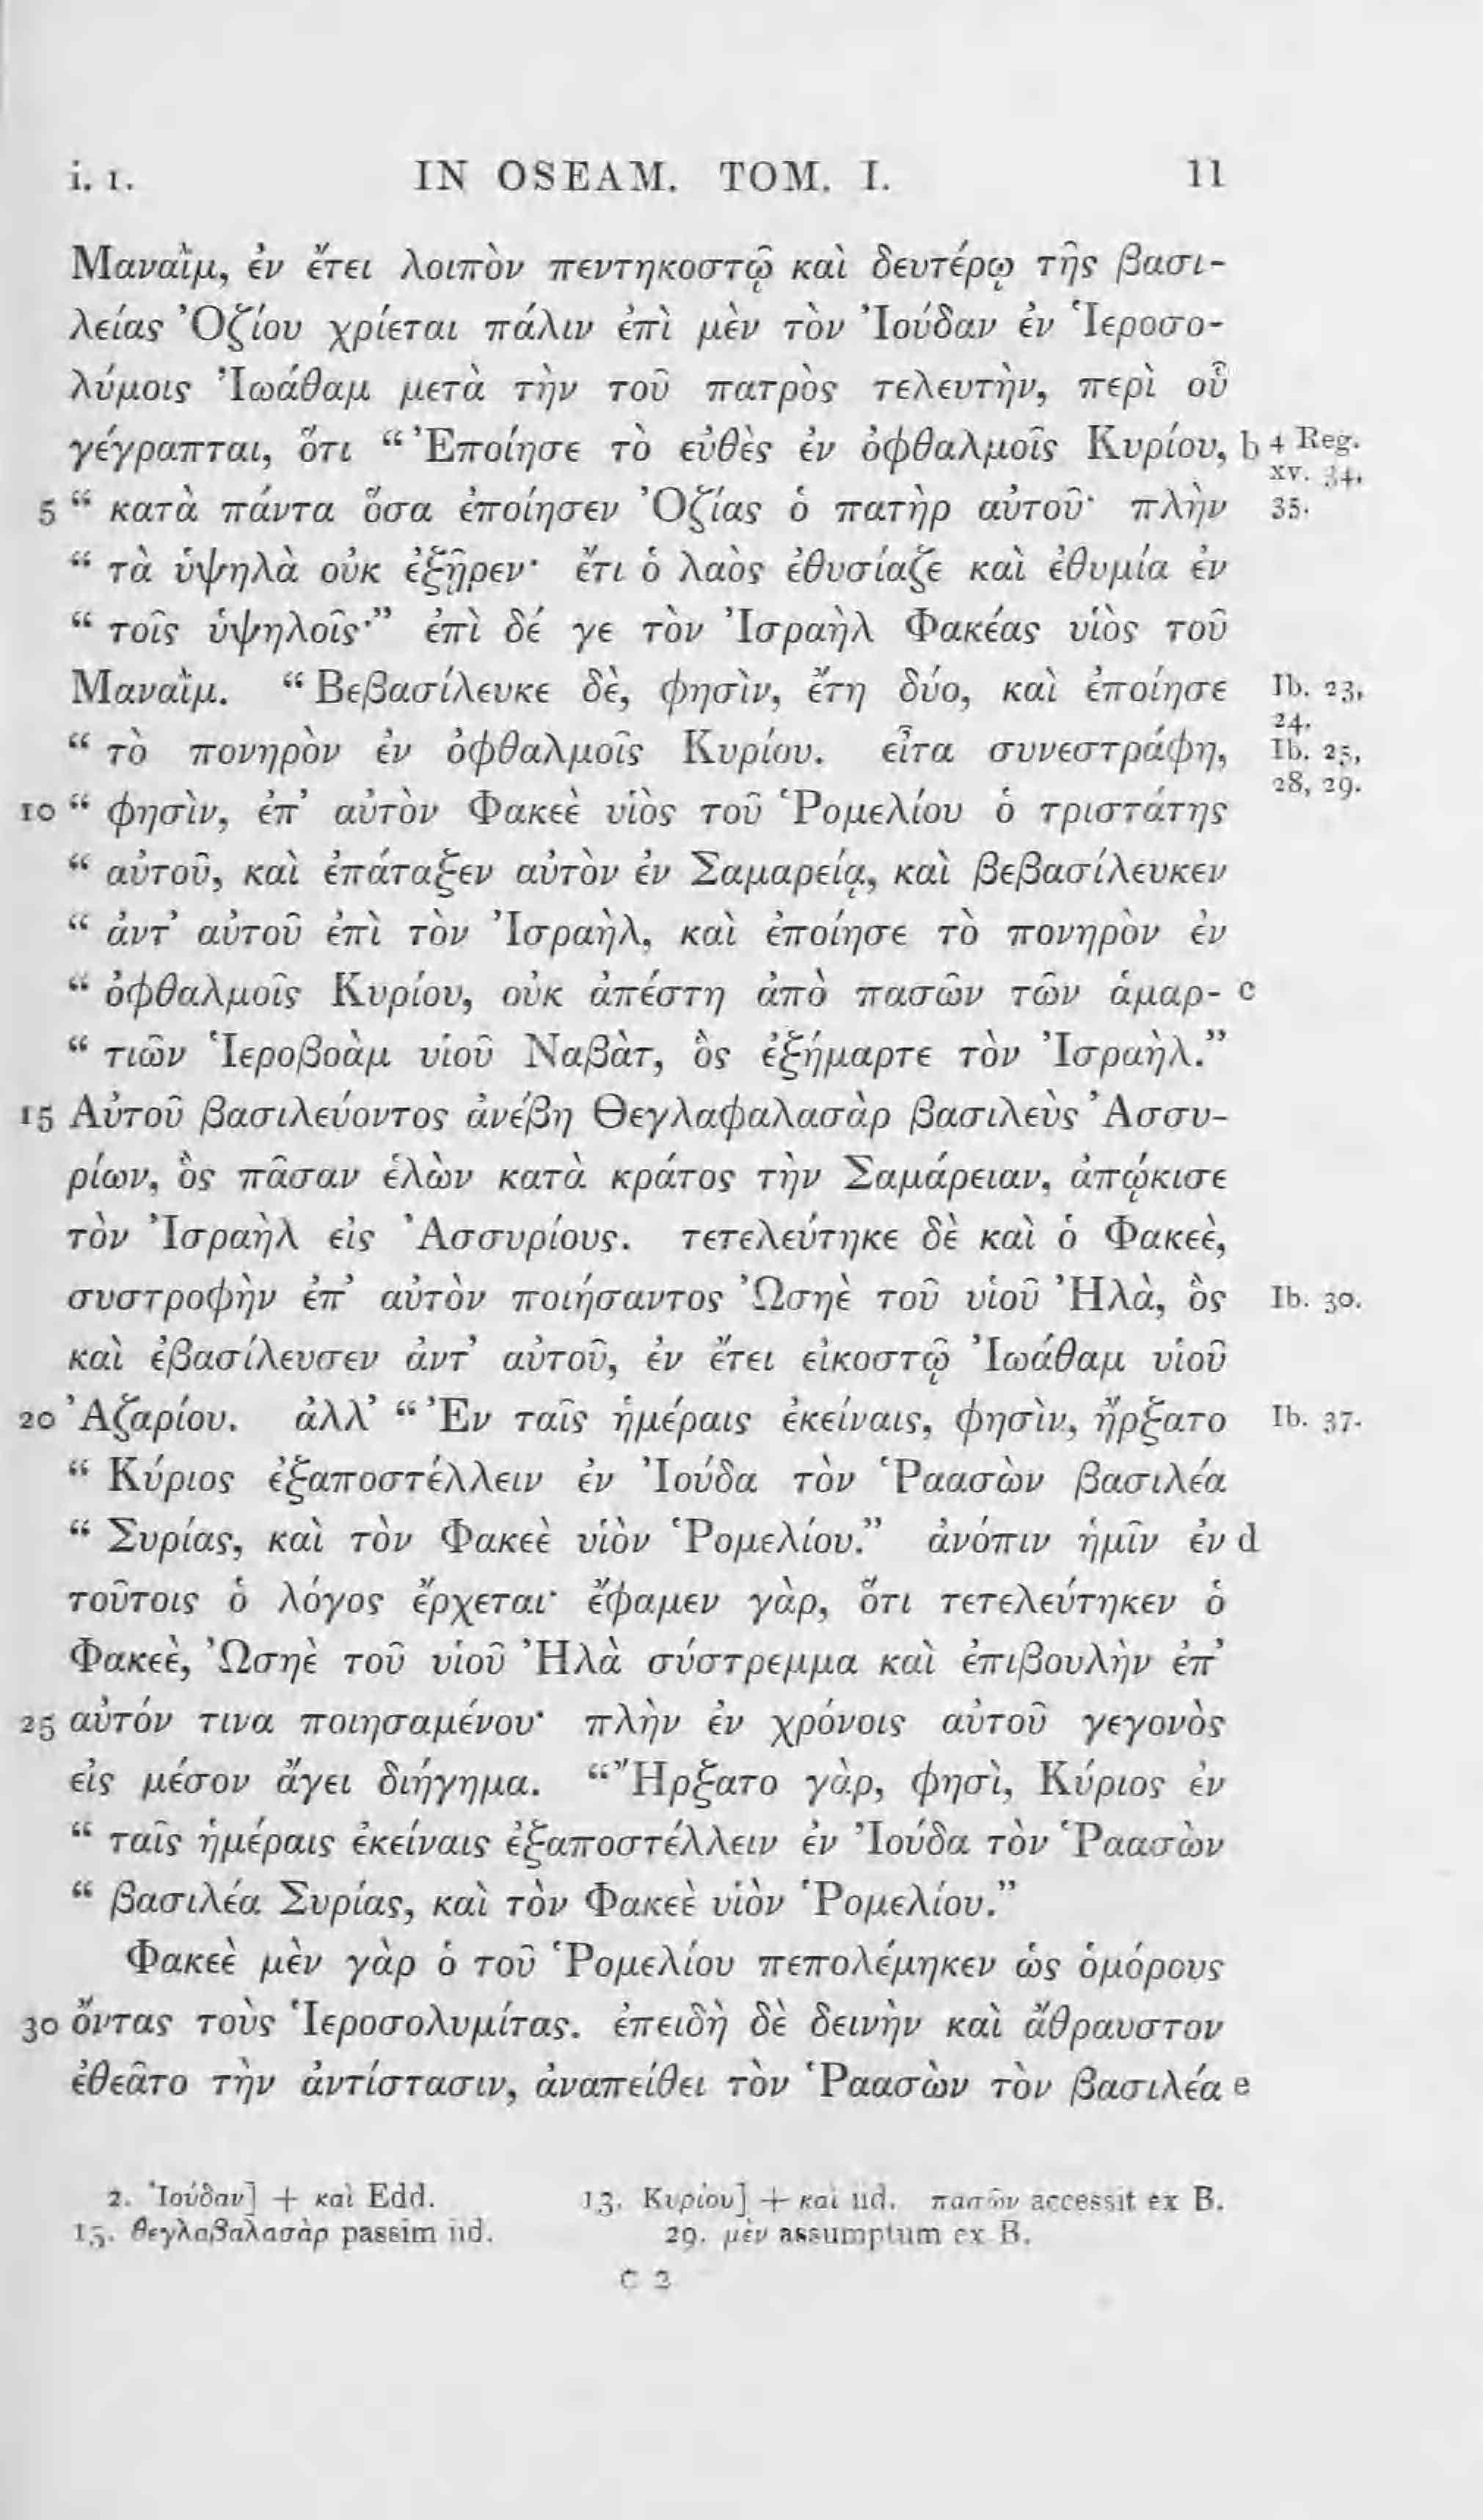 i. 1. IN OSEAM. TOM. I. 11
Μαναῒμ, ἐν ἔτει λοιπὸν πεντηκοστῷ καὶ δευτέρῳ τῆς βασι-
λείας Ὀζίου χρίεται πάλιν ἐπὶ μὲν τὸν Ἰούδαν ἐν Ἱεροσο-
λύμοις Ἰωάθαμ μετὰ τὴν τοῦ πατρὸς τελευτὴν, περὶ οὗ
γέγραπται, ὅτι “Ἐποίησε τὸ εὐθὲς ἐν ὀφθαλμοῖς Κυρίου, b 4 Reg. xv. 34,
5 “ κατὰ πάντα ὅσα ἐποίησεν Ὀζίας ὁ πατὴρ αὐτοῦ· πλὴν 35.
“ τὰ ὑψηλὰ οὐκ ἐξῇρεν· ἔτι ὁ λαὸς ἐθυσίαζε καὶ ἐθυμία ἐν
“ τοῖς ὑψηλοῖς·” ἐπὶ δέ γε τὸν Ἰσραὴλ Φακέας υἱὸς τοῦ
Μαναῒμ. “Βεβασίλευκε δὲ, φησὶν, ἔτη δύο, καὶ ἐποίησε Ib. 23, 24.
“ τὸ πονηρὸν ἐν ὀφθαλμοῖς Κυρίου. εἶτα συνεστράφη, Ib. 25, 28, 29.
10 “ φησὶν, ἐπ’ αὐτὸν Φακεὲ υἱὸς τοῦ Ῥομελίου ὁ τριστάτης
“ αὐτοῦ, καὶ ἐπάταξεν αὐτὸν ἐν Σαμαρείᾳ, καὶ βεβασίλευκεν
“ ἀντ’ αὐτοῦ ἐπὶ τὸν Ἰσραὴλ, καὶ ἐποίησε τὸ πονηρὸν ἐν
“ ὀφθαλμοῖς Κυρίου, οὐκ ἀπέστη ἀπὸ πασῶν τῶν ἁμαρ- c
“ τιῶν Ἱεροβοὰμ υἱοῦ Ναβὰτ, ὃς ἐξήμαρτε τὸν Ἰσραὴλ.”
15 Αὐτοῦ βασιλεύοντος ἀνέβη Θεγλαφαλασὰρ βασιλεὺς Ἀσσυ-
ρίων, ὃς πᾶσαν ἑλὼν κατὰ κράτος τὴν Σαμάρειαν, ἀπῴκισε
τὸν Ἰσραὴλ εἰς Ἀσσυρίους. τετελεύτηκε δὲ καὶ ὁ Φακεὲ,
συστροφὴν ἐπ’ αὐτὸν ποιήσαντος Ὠσηὲ τοῦ υἱοῦ Ἠλὰ, ὃς Ib. 30.
καὶ ἐβασίλευσεν ἀντ’ αὐτοῦ, ἐν ἔτει εἰκοστῷ Ἰωάθαμ υἱοῦ
20 Ἀζαρίου. ἀλλ’ “Ἐν ταῖς ἡμέραις ἐκείναις, φησὶν, ἤρξατο Ib. 37.
“ Κύριος ἐξαποστέλλειν ἐν Ἰούδα τὸν Ῥαασὼν βασιλέα
“ Συρίας, καὶ τὸν Φακεὲ υἱὸν Ῥομελίου.” ἀνόπιν ἡμῖν ἐν d
τούτοις ὁ λόγος ἔρχεται· ἔφαμεν γὰρ, ὅτι τετελεύτηκεν ὁ
Φακεὲ, Ὠσηὲ τοῦ υἱοῦ Ἠλὰ σύστρεμμα καὶ ἐπιβουλὴν ἐπ’
25 αὐτόν τινα ποιησαμένου· πλὴν ἐν χρόνοις αὐτοῦ γεγονὸς
εἰς μέσον ἄγει διήγημα. “Ἤρξατο γὰρ, φησὶ, Κύριος ἐν
“ ταῖς ἡμέραις ἐκείναις ἐξαποστέλλειν ἐν Ἰούδα τὸν Ῥαασὼν
“ βασιλέα Συρίας, καὶ τὸν Φακεὲ υἱὸν Ῥομελίου.”
Φακεὲ μὲν γὰρ ὁ τοῦ Ῥομελίου πεπολέμηκεν ὡς ὁμόρους
30 ὄντας τοὺς Ἱεροσολυμίτας. ἐπειδὴ δὲ δεινὴν καὶ ἄθραυστον
ἐθεᾶτο τὴν ἀντίστασιν, ἀναπείθει τὸν Ῥαασὼν τὸν βασιλέα e
2. Ἰούδαν] + καὶ Edd. 13. Κυρίου] + καὶ iid. πασῶν accessit ex B.
15. θεγλαβαλασὰρ passim iid. 29. μὲν assumptum ex B.
C 2